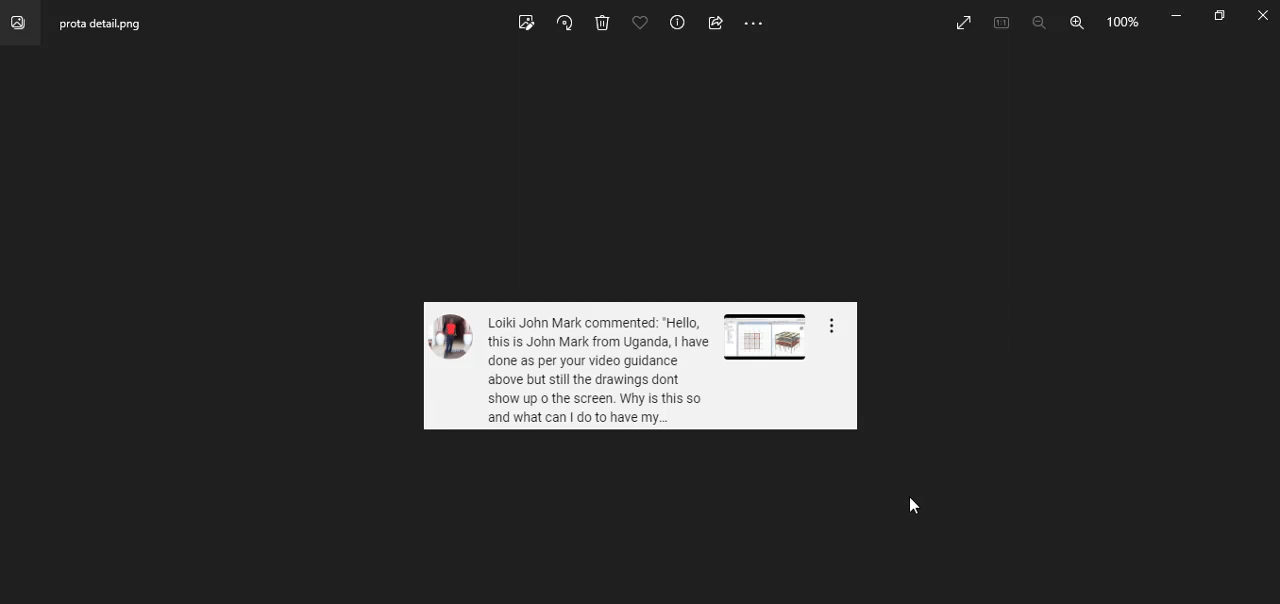 prota detail.png
1:1
100%
Loiki John Mark commented: "Hello,
this is John Mark from Uganda, I have
done as per your video guidance
above but still the drawings dont
show up o the screen. Why is this so
and what can I do to have my...